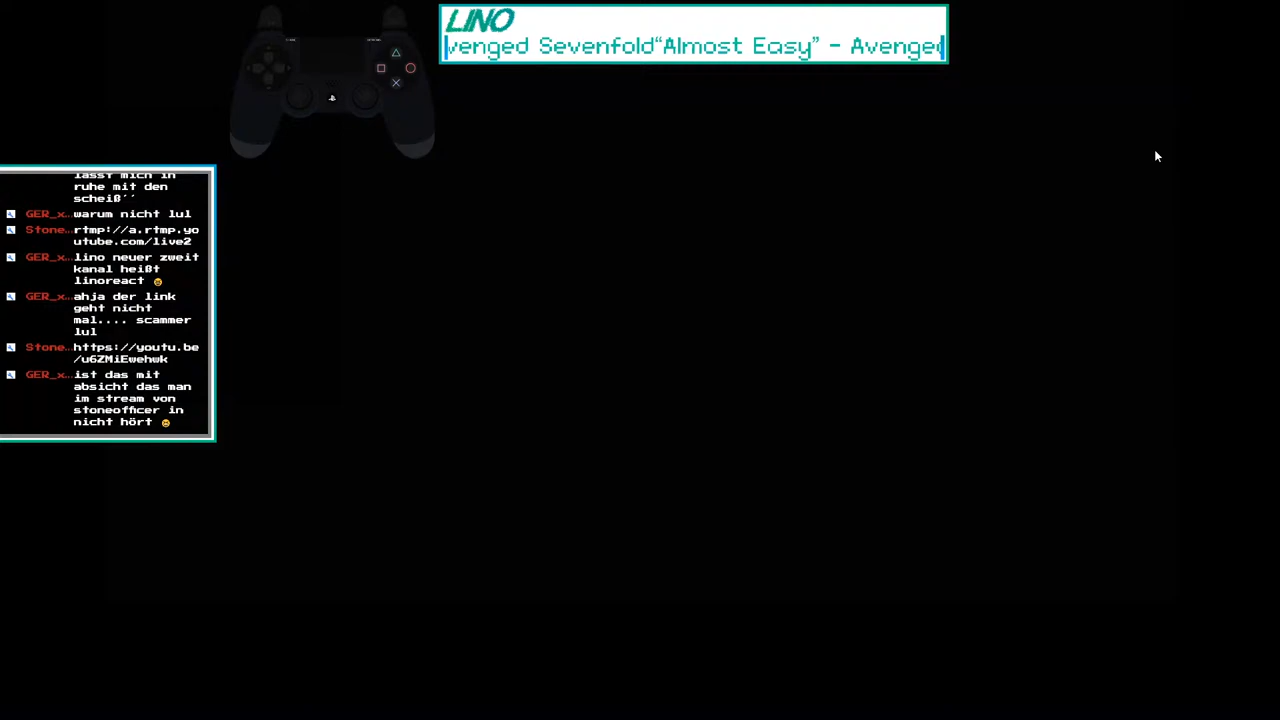 LINO
venged Sevenfold“Almost Easy” - Avenged
lasst mich in
ruhe mit den
scheiß´´
GER_x…warum nicht lul
Stone…rtmp://a.rtmp.yo
utube.com/live2
GER_x…lino neuer zweit
kanal heißt
linoreact
GER_x…ahja der link
geht nicht
mal.... scammer
lul
Stone…https://youtu.be
/u6ZMiEwehwk
GER_x…ist das mit
absicht das man
im stream von
stoneofficer in
nicht hört